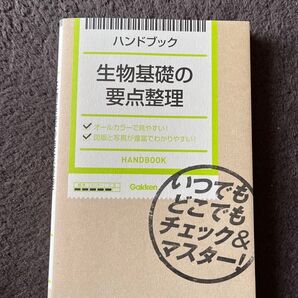 ハンドブック
生物基礎の
要点整理
オールカラーで見やすい!
図版と写真が豊富でわかりやすい!
HANDBOOK
Gakken
いつでも
どこでも
チェック&
マスター!